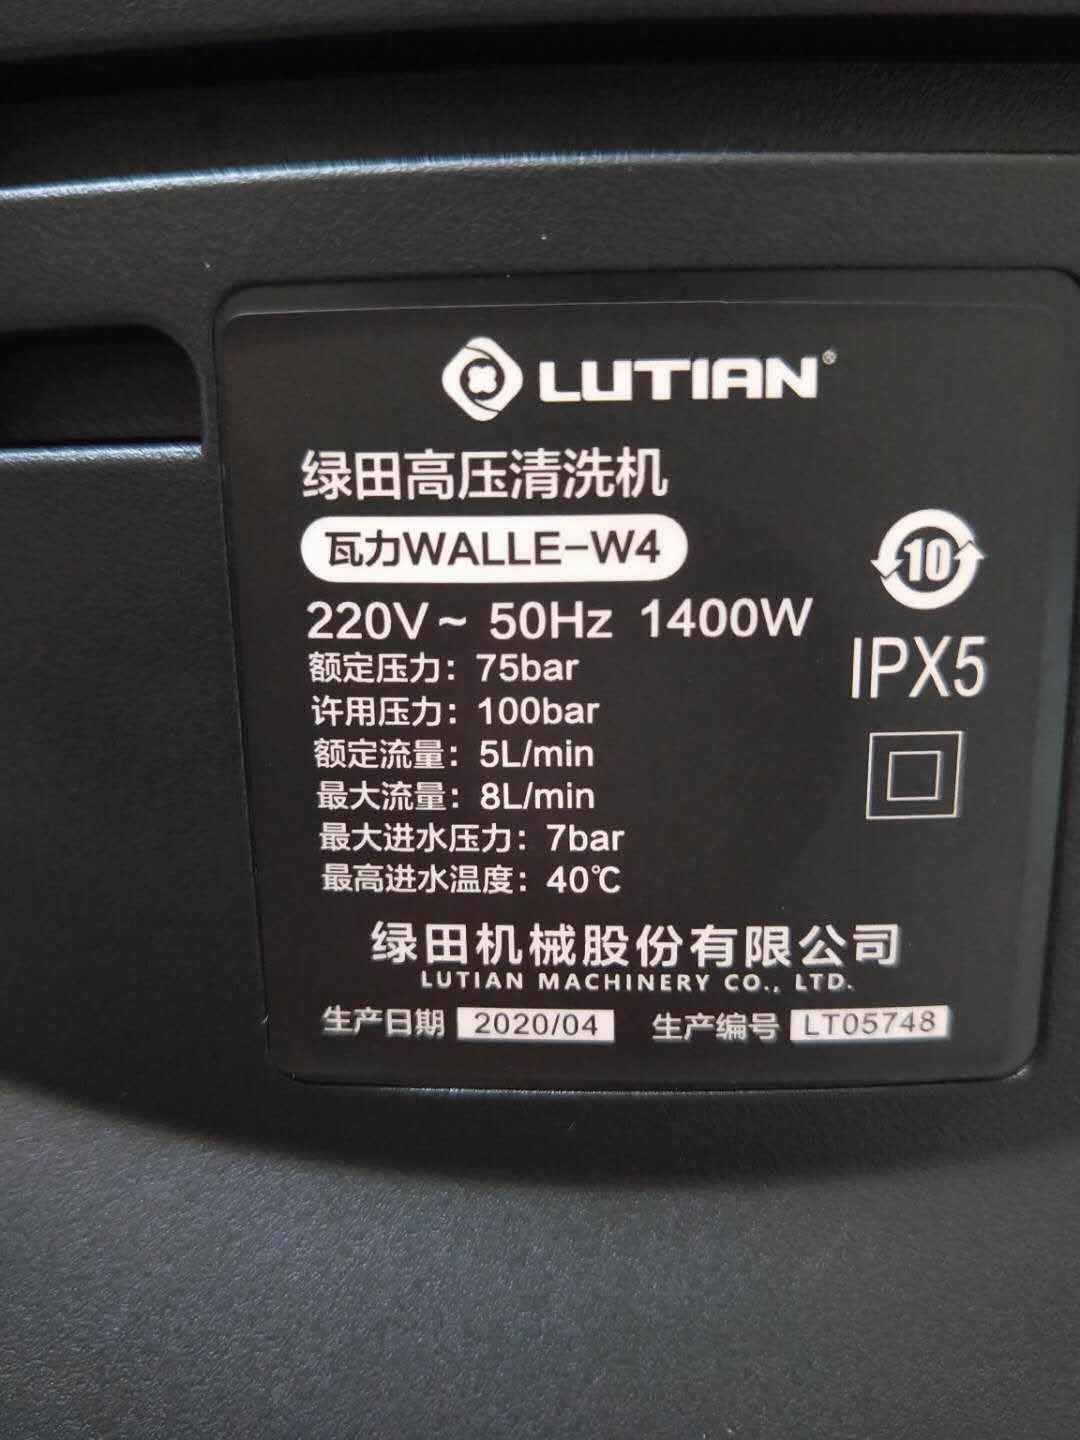 LUTIAN®
绿田高压清洗机
瓦力WALLE-W4
10
220V~ 50Hz 1400W
IPX5
额定压力：75bar
许用压力：100bar
额定流量：5L/min
最大流量：8L/min
最大进水压力：7bar
最高进水温度：40℃
绿田机械股份有限公司
LUTIAN MACHINERY CO., LTD.
生产日期 2020/04 生产编号 LT05748